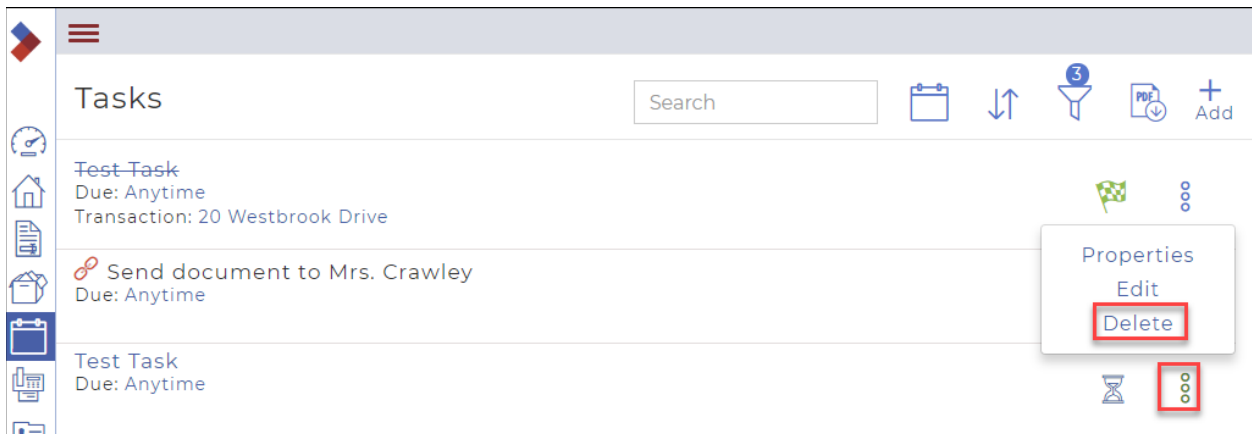 Tasks
Search
3
PDF
Add
Test Task
Due: Anytime
Transaction: 20 Westbrook Drive
Properties
Edit
Delete
Send document to Mrs. Crawley
Due: Anytime
Test Task
Due: Anytime